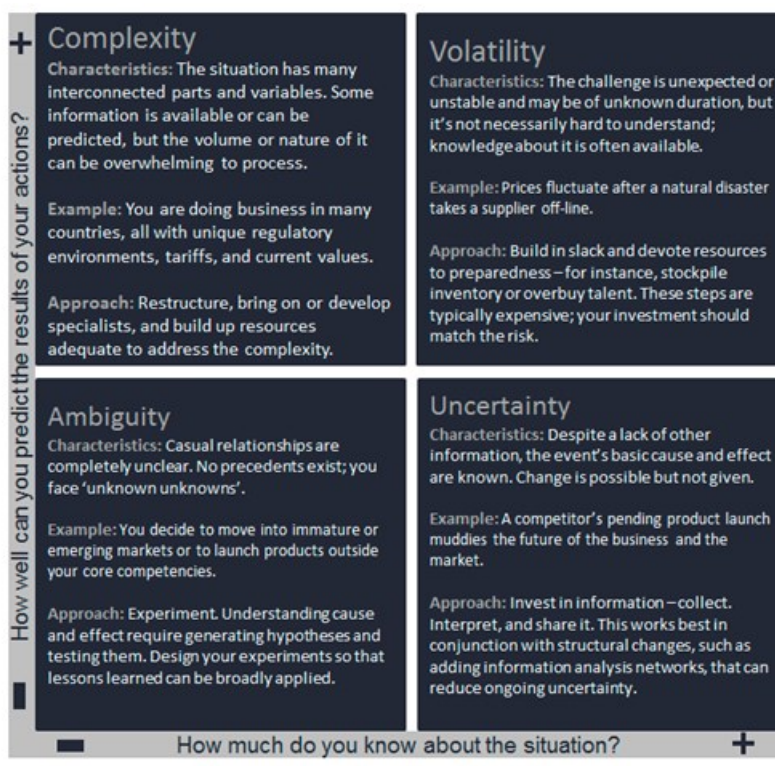 Complexity
Characteristics: The situation has many
interconnected parts and variables. Some
information is available or can be
predicted, but the volume or nature of it
can be overwhelming to process.
Example: You are doing business in many
countries, all with unique regulatory
environments, tariffs, and current values.
Approach: Restructure, bring on or develop
specialists, and build up resources
adequate to address the complexity.
Volatility
Characteristics: The challenge is unexpected or
unstable and may be of unknown duration, but
it's not necessarily hard to understand;
knowledge about it is often available.
Example: Prices fluctuate after a natural disaster
takes a supplier off-line.
Approach: Build in slack and devote resources
to preparedness – for instance, stockpile
inventory or overbuy talent. These steps are
typically expensive; your investment should
match the risk.
Ambiguity
Characteristics: Casual relationships are
completely unclear. No precedents exist; you
face 'unknown unknowns'.
Example: You decide to move into immature or
emerging markets or to launch products outside
your core competencies.
Approach: Experiment. Understanding cause
and effect require generating hypotheses and
testing them. Design your experiments so that
lessons learned can be broadly applied.
Uncertainty
Characteristics: Despite a lack of other
information, the event's basic cause and effect
are known. Change is possible but not given.
Example: A competitor's pending product launch
muddies the future of the business and the
market.
Approach: Invest in information – collect.
Interpret, and share it. This works best in
conjunction with structural changes, such as
adding information analysis networks, that can
reduce ongoing uncertainty.
+
How well can you predict the results of your actions?
-
- How much do you know about the situation? +